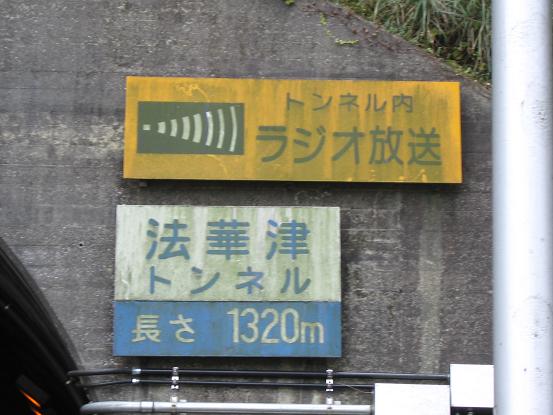 トンネル内
ラジオ放送
法華津
トンネル
長さ 1320m